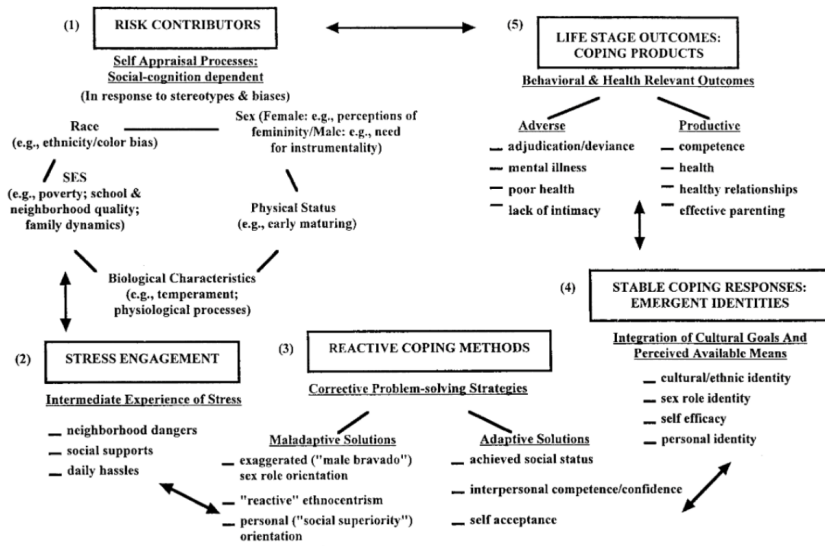 (1)
RISK CONTRIBUTORS
Self Appraisal Processes:
Social-cognition dependent
(In response to stereotypes & biases)
Race
(e.g., ethnicity/color bias)
Sex (Female: e.g., perceptions of
femininity/Male: e.g., need
for instrumentality)
SES
(e.g., poverty; school &
neighborhood quality;
family dynamics)
Physical Status
(e.g., early maturing)
Biological Characteristics
(e.g., temperament;
physiological processes)
(2)
STRESS ENGAGEMENT
Intermediate Experience of Stress
neighborhood dangers
social supports
daily hassles
(3)
REACTIVE COPING METHODS
Corrective Problem-solving Strategies
Maladaptive Solutions
exaggerated ("male bravado")
sex role orientation
"reactive" ethnocentrism
personal ("social superiority")
orientation
Adaptive Solutions
achieved social status
interpersonal competence/confidence
self acceptance
(4)
STABLE COPING RESPONSES:
EMERGENT IDENTITIES
Integration of Cultural Goals And
Perceived Available Means
cultural/ethnic identity
sex role identity
self efficacy
personal identity
(5)
LIFE STAGE OUTCOMES:
COPING PRODUCTS
Behavioral & Health Relevant Outcomes
Adverse
adjudication/deviance
mental illness
poor health
lack of intimacy
Productive
competence
health
healthy relationships
effective parenting